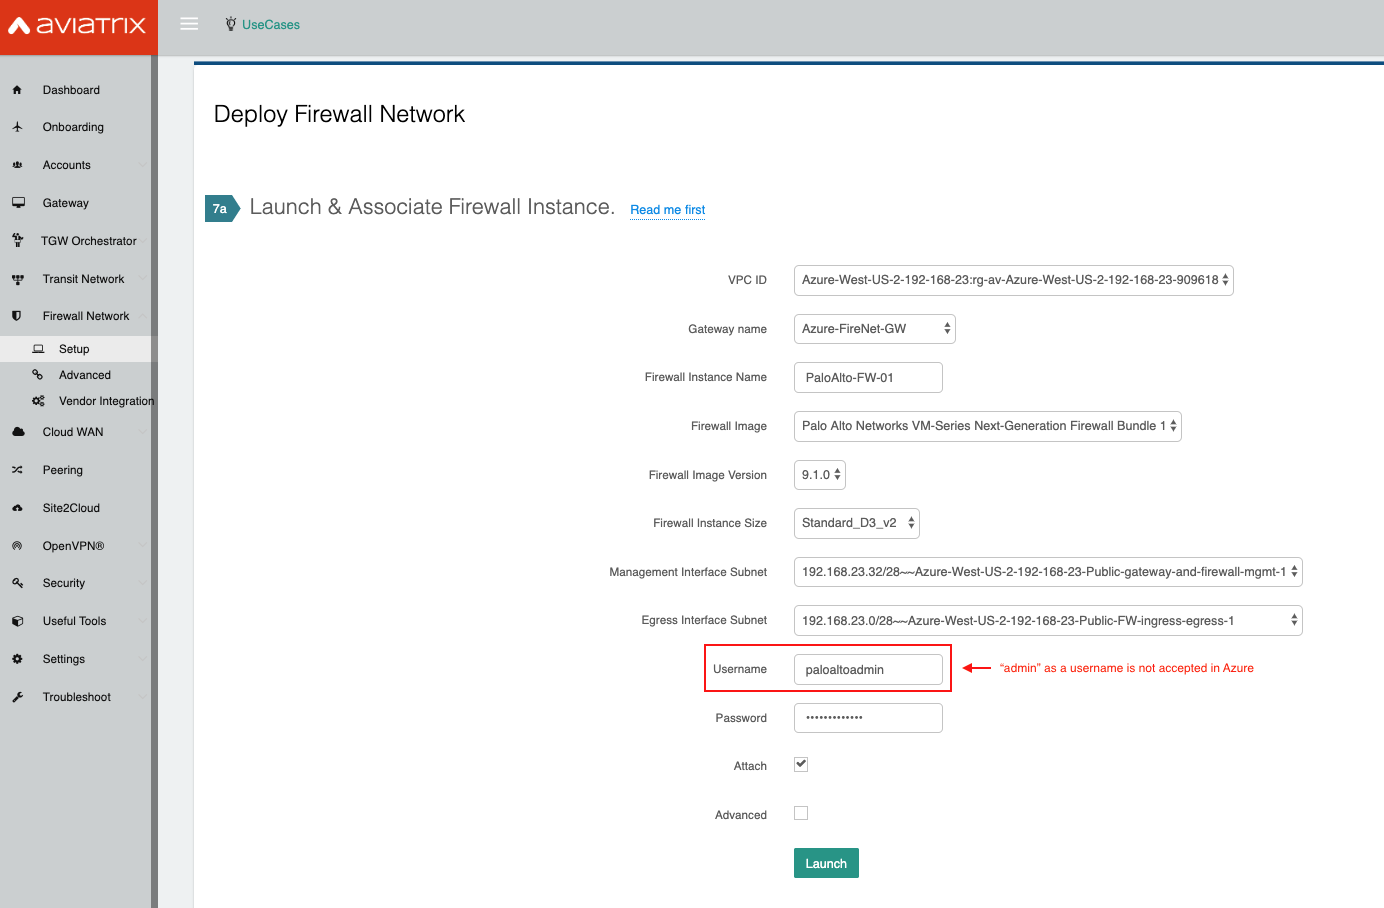 aviatrix
UseCases
Dashboard
Onboarding
Accounts
Gateway
TGW Orchestrator
Transit Network
Firewall Network
Setup
Advanced
Vendor Integration
Cloud WAN
Peering
Site2Cloud
OpenVPN®
Security
Useful Tools
Settings
Troubleshoot
Deploy Firewall Network
7a Launch & Associate Firewall Instance. Read me first
VPC ID Azure-West-US-2-192-168-23:rg-av-Azure-West-US-2-192-168-23-909618
Gateway name Azure-FireNet-GW
Firewall Instance Name PaloAlto-FW-01
Firewall Image Palo Alto Networks VM-Series Next-Generation Firewall Bundle 1
Firewall Image Version 9.1.0
Firewall Instance Size Standard_D3_v2
Management Interface Subnet 192.168.23.32/28~~Azure-West-US-2-192-168-23-Public-gateway-and-firewall-mgmt-1
Egress Interface Subnet 192.168.23.0/28~~Azure-West-US-2-192-168-23-Public-FW-ingress-egress-1
Username paloaltoadmin “admin” as a username is not accepted in Azure
Password •••••••••••••
Attach
Advanced
Launch